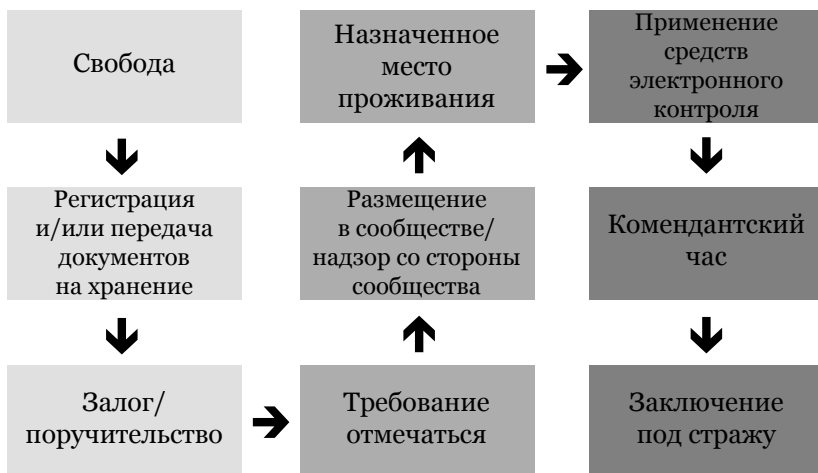 Свобода
Регистрация
и/или передача
документов
на хранение
Залог/
поручительство
Требование
отмечаться
Размещение
в сообществе/
надзор со стороны
сообщества
Назначенное
место
проживания
Применение
средств
электронного
контроля
Комендантский
час
Заключение
под стражу